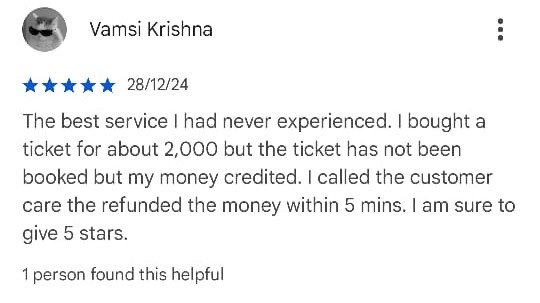 Vamsi Krishna
28/12/24
The best service I had never experienced. I bought a
ticket for about 2,000 but the ticket has not been
booked but my money credited. I called the customer
care the refunded the money within 5 mins. I am sure to
give 5 stars.
1 person found this helpful